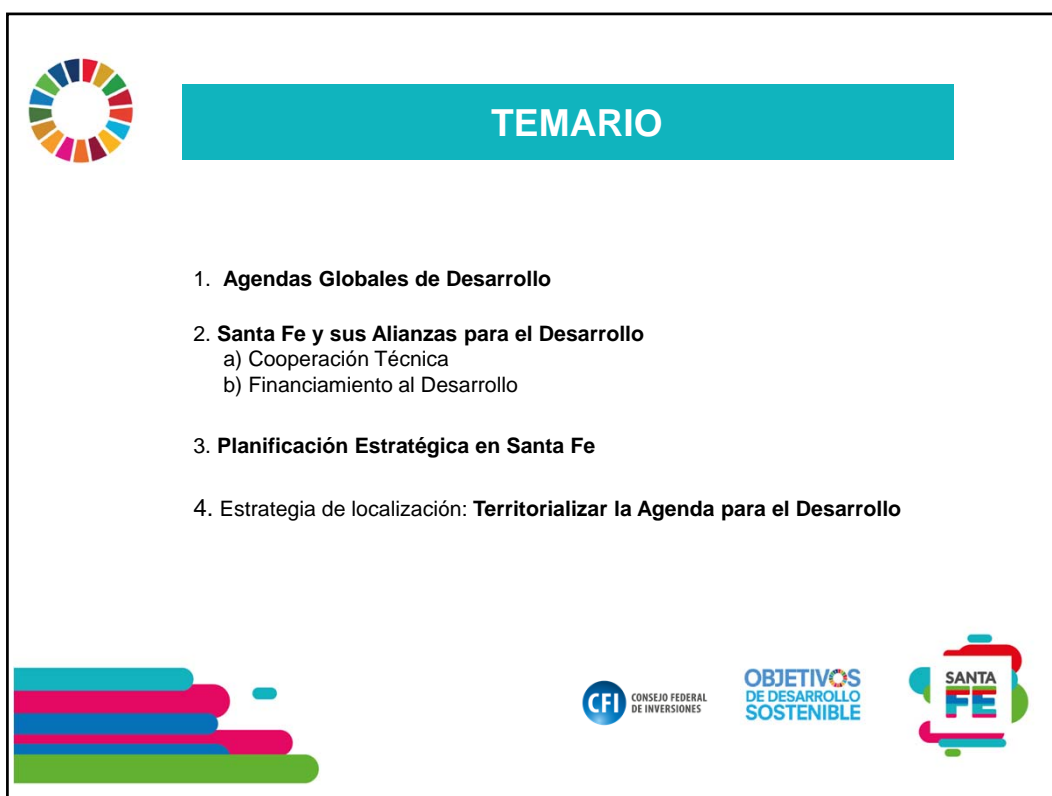 TEMARIO
1. Agendas Globales de Desarrollo
2. Santa Fe y sus Alianzas para el Desarrollo
a) Cooperación Técnica
b) Financiamiento al Desarrollo
3. Planificación Estratégica en Santa Fe
4. Estrategia de localización: Territorializar la Agenda para el Desarrollo
CFI CONSEJO FEDERAL
DE INVERSIONES
OBJETIVOS
DE DESARROLLO
SOSTENIBLE
SANTA
FE